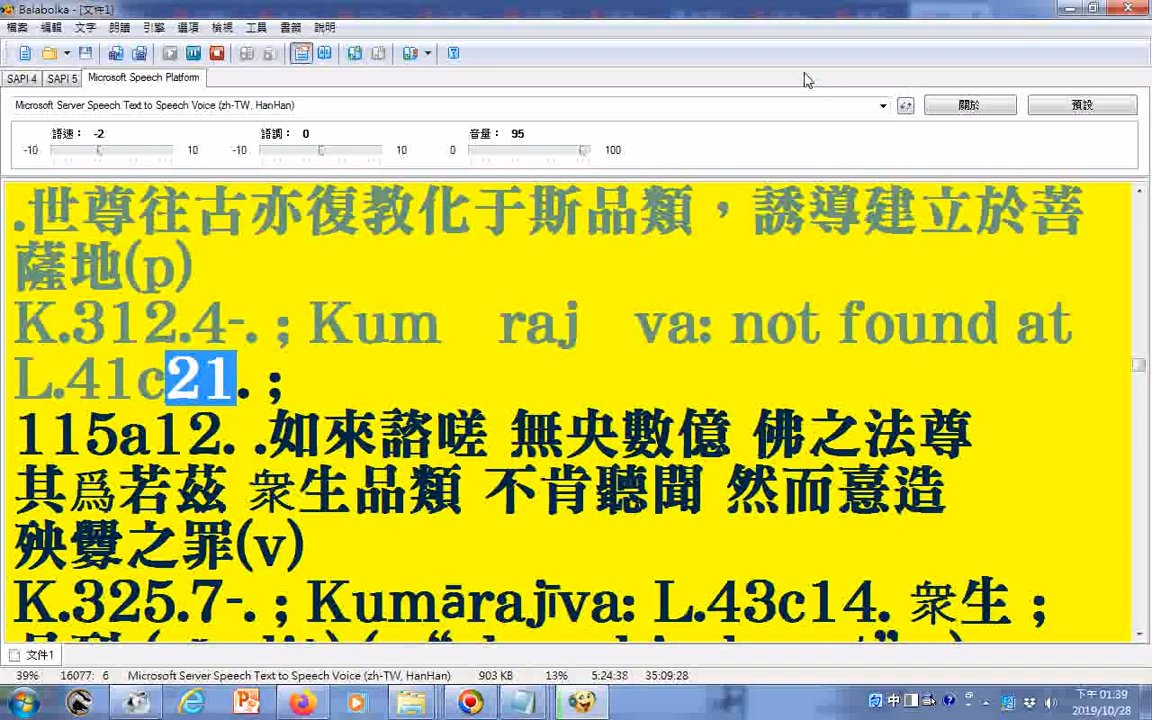 Balabolka - [文件1]
檔案 編輯 文字 朗讀 引擎 選項 檢視 工具 書籤 說明
SAPI 4 SAPI 5 Microsoft Speech Platform
Microsoft Server Speech Text to Speech Voice (zh-TW, HanHan) 關於 預設
語速： -2 語調： 0 音量： 95
-10 10 -10 10 0 100
.世尊往古亦復教化于斯品類，誘導建立於菩
薩地(p)
K.312.4-. ; Kum raj va: not found at
L.41c21. ;
115a12. .如來諮嗟 無央數億 佛之法尊
其爲若茲 衆生品類 不肯聽聞 然而憙造
殃釁之罪(v)
K.325.7-. ; Kumārajīva: L.43c14. 衆生 ;
文件1
39% 16077: 6 Microsoft Server Speech Text to Speech Voice (zh-TW, HanHan) 903 KB 13% 5:24:38 35:09:28
中 下午 01:39
2019/10/28